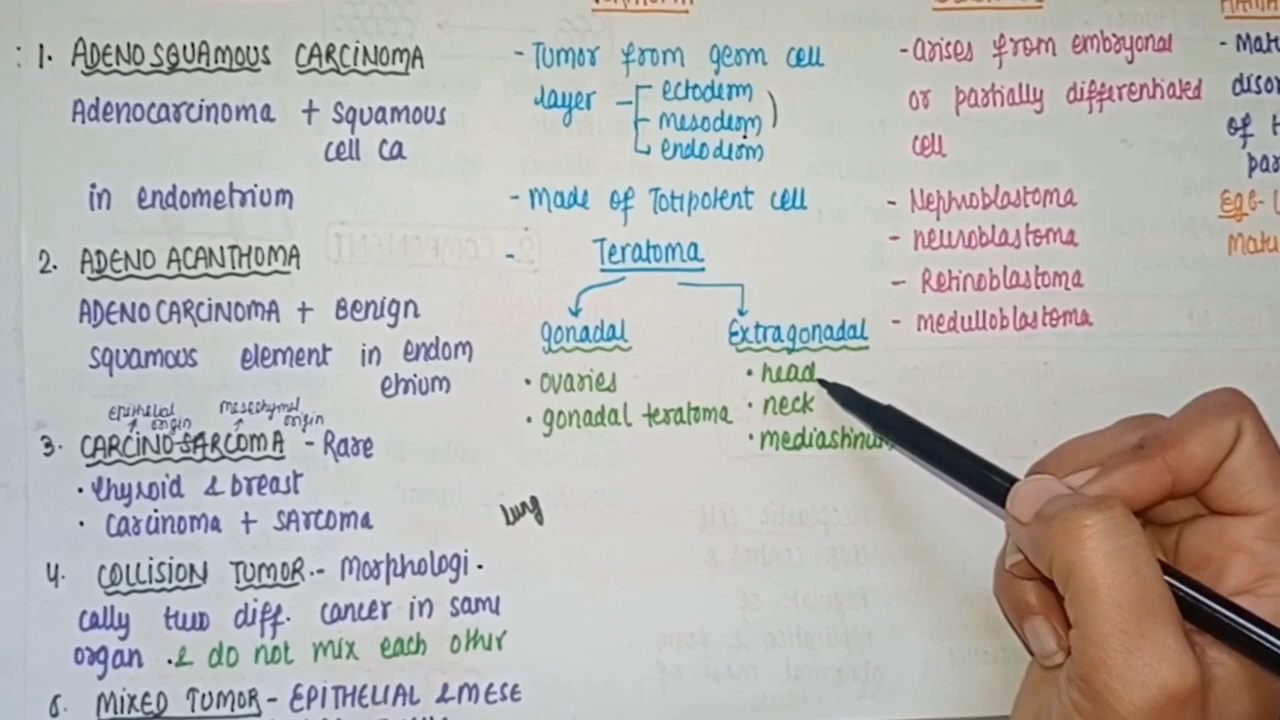 : 1. ADENOSQUAMOUS CARCINOMA
Adenocarcinoma + squamous
cell ca
in endometrium
2. ADENO ACANTHOMA
ADENOCARCINOMA + Benign
squamous element in endom
etrium
epithelial origin
mesechymal origin
3. CARCINO-SARCOMA - Rare
• thyroid & breast
• carcinoma + sarcoma
lung
4. COLLISION TUMOR - Morphologi -
cally two diff. cancer in same
organ . & do not mix each other
MIXED TUMOR - EPITHELIAL & MESE
- Tumor from germ cell
layer - ectoderm
- mesoderm
endoderm
- Made of Totipotent cell
- Teratoma
gonadal
• ovaries
• gonadal teratoma
Extragonadal
• head
• neck
• mediastinum
- arises from embryonal
or partially differentiated
cell
- Nephroblastoma
- neuroblastoma
- Retinoblastoma
- medulloblastoma